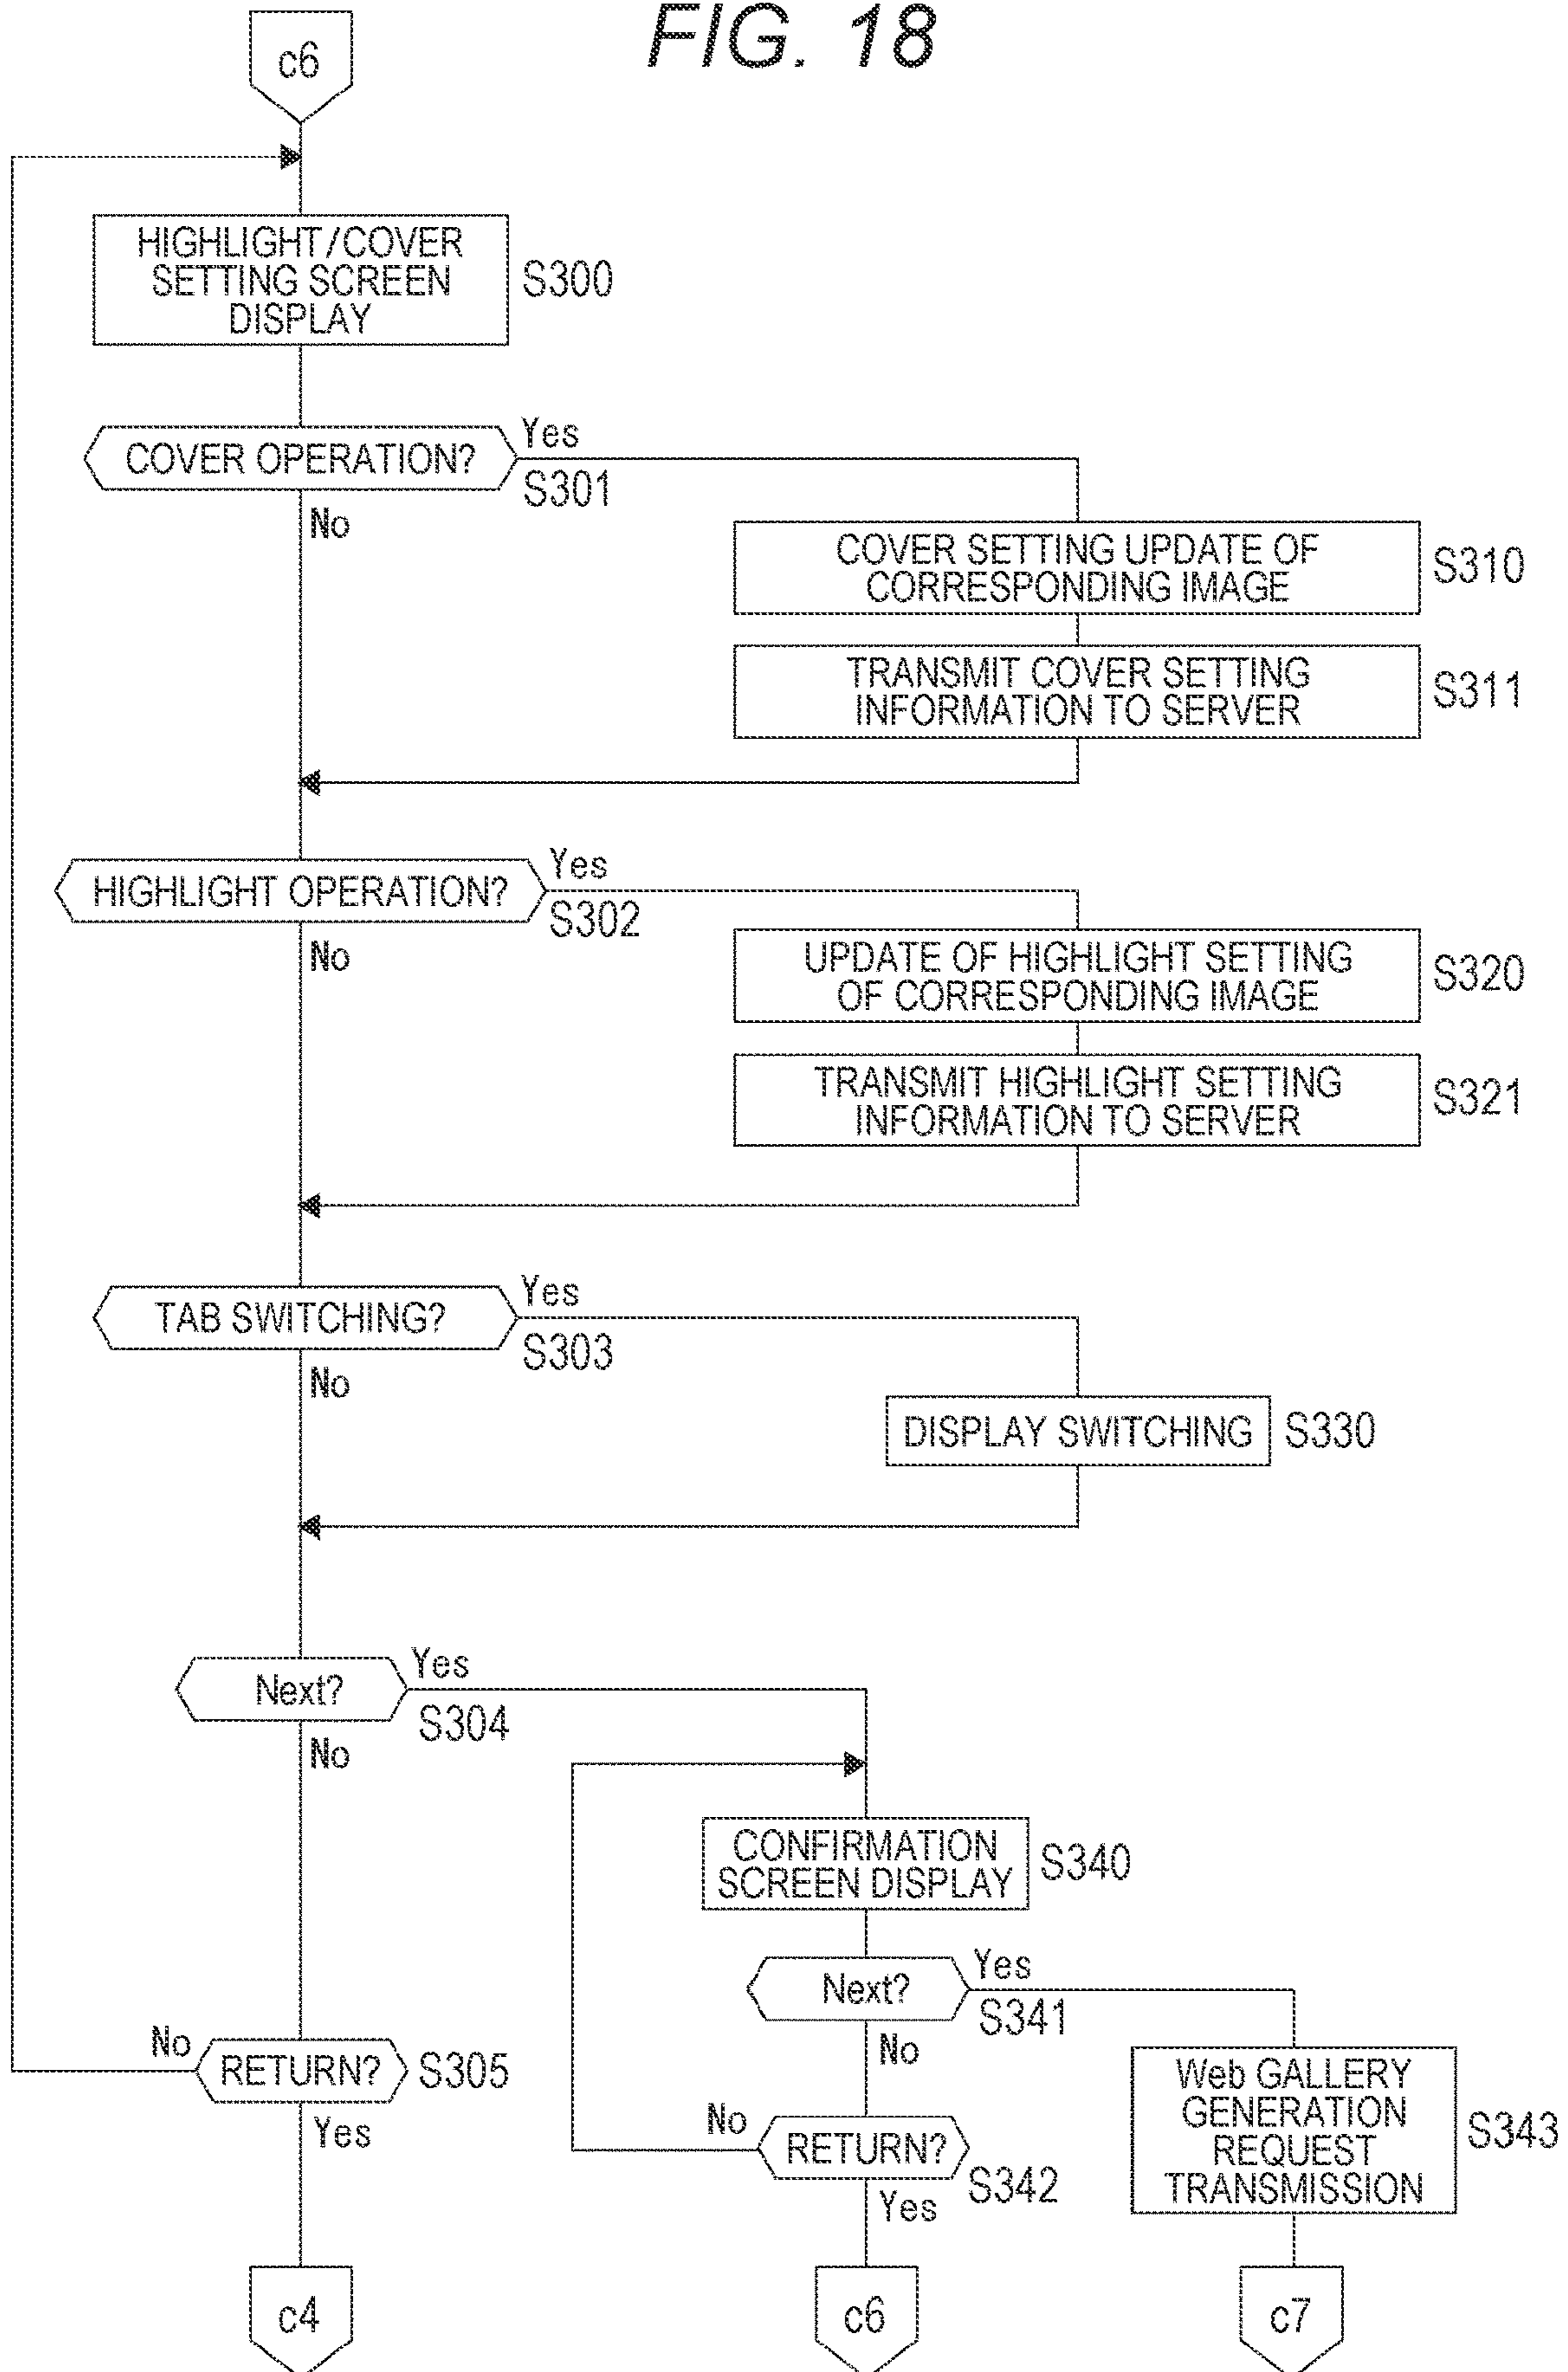 FIG. 18
c6
HIGHLIGHT/COVER
SETTING SCREEN
DISPLAY
S300
COVER OPERATION?
Yes
S301
No
COVER SETTING UPDATE OF
CORRESPONDING IMAGE
S310
TRANSMIT COVER SETTING
INFORMATION TO SERVER
S311
HIGHLIGHT OPERATION?
Yes
S302
No
UPDATE OF HIGHLIGHT SETTING
OF CORRESPONDING IMAGE
S320
TRANSMIT HIGHLIGHT SETTING
INFORMATION TO SERVER
S321
TAB SWITCHING?
Yes
S303
No
DISPLAY SWITCHING
S330
Next?
Yes
S304
No
CONFIRMATION
SCREEN DISPLAY
S340
Next?
Yes
S341
No
No
RETURN?
S305
Yes
Web GALLERY
GENERATION
REQUEST
TRANSMISSION
S343
No
RETURN?
S342
Yes
c4
c6
c7